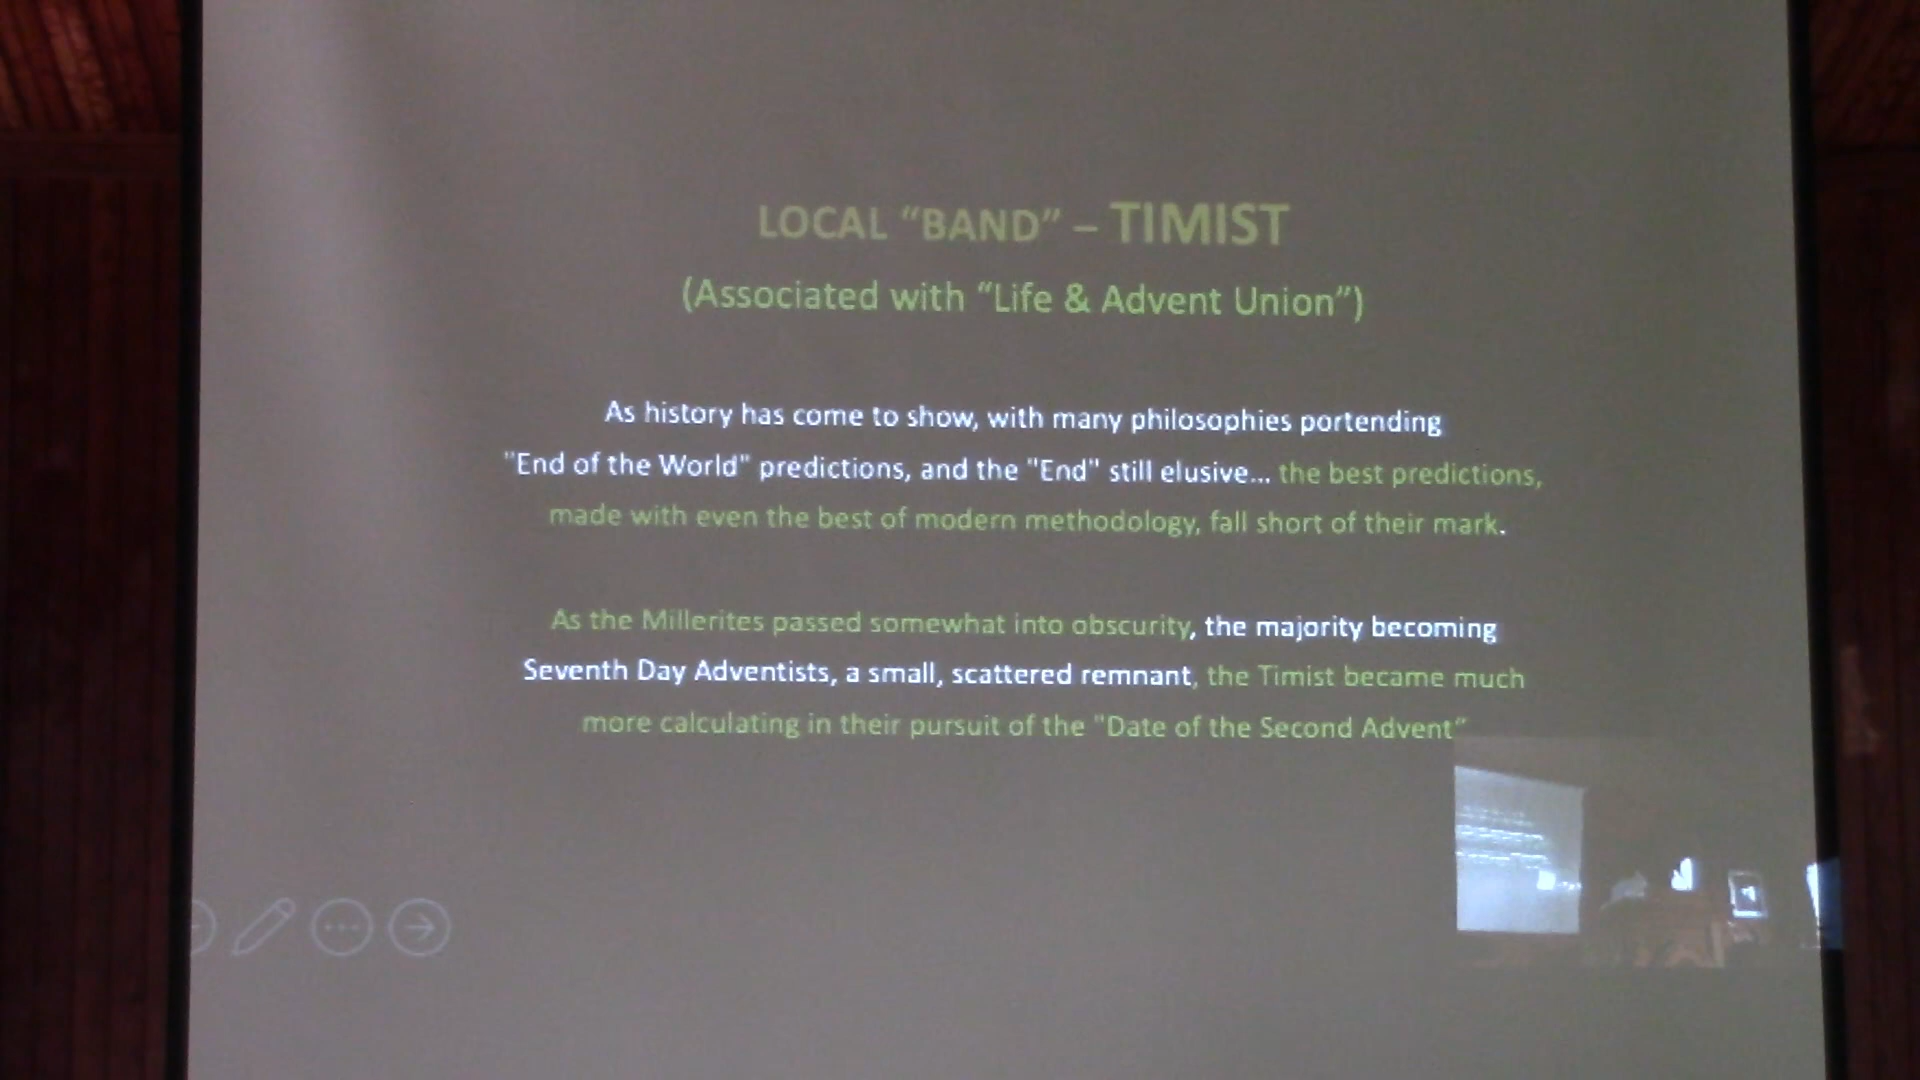 LOCAL “BAND” – TIMIST
(Associated with “Life & Advent Union”)
As history has come to show, with many philosophies portending
"End of the World" predictions, and the "End" still elusive... the best predictions,
made with even the best of modern methodology, fall short of their mark.
As the Millerites passed somewhat into obscurity, the majority becoming
Seventh Day Adventists, a small, scattered remnant, the Timist became much
more calculating in their pursuit of the "Date of the Second Advent”